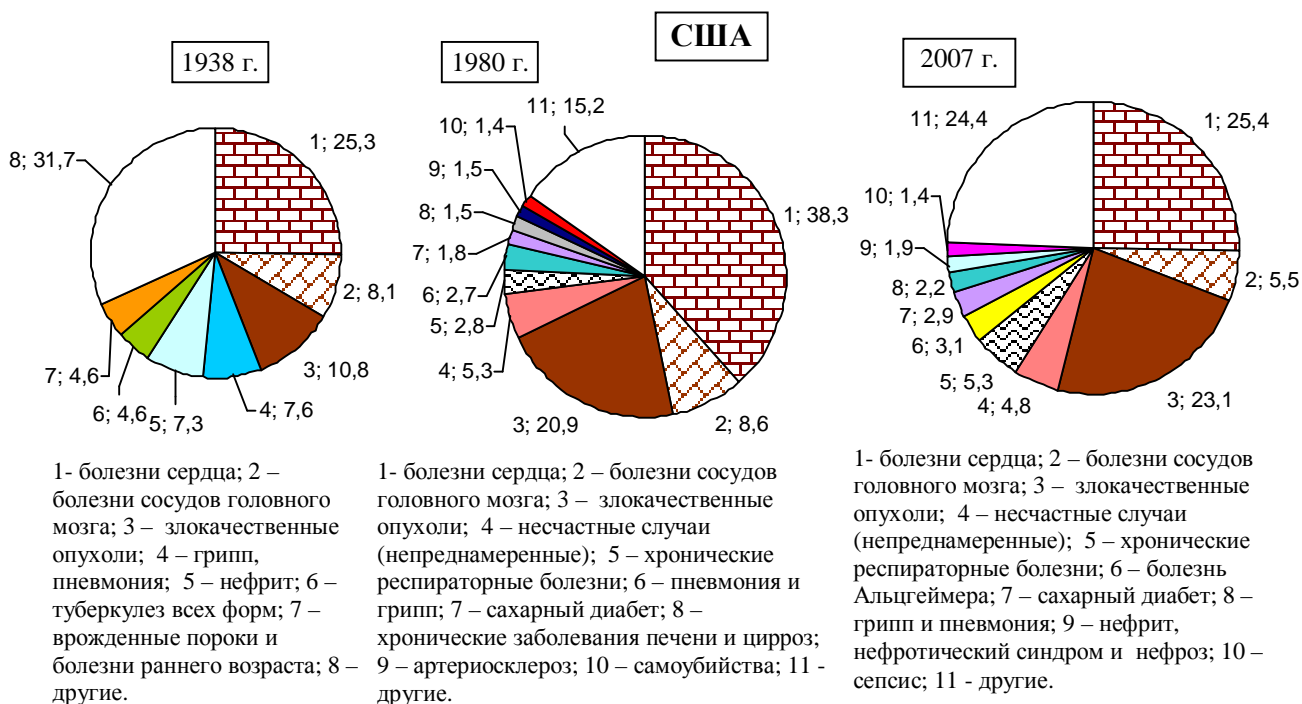 США
1938 г.
1; 25,3
2; 8,1
3; 10,8
4; 7,6
5; 7,3
6; 4,6
7; 4,6
8; 31,7
1- болезни сердца; 2 –
болезни сосудов головного
мозга; 3 –  злокачественные
опухоли;  4 – грипп,
пневмония;  5 – нефрит; 6 –
туберкулез всех форм; 7 –
врожденные пороки и
болезни раннего возраста; 8 –
другие.
1980 г.
1; 38,3
2; 8,6
3; 20,9
4; 5,3
5; 2,8
6; 2,7
7; 1,8
8; 1,5
9; 1,5
10; 1,4
11; 15,2
1- болезни сердца; 2 – болезни сосудов
головного мозга; 3 –  злокачественные
опухоли;  4 – несчастные случаи
(непреднамеренные);  5 – хронические
респираторные болезни; 6 – пневмония и
грипп; 7 – сахарный диабет; 8 –
хронические заболевания печени и цирроз;
9 – артериосклероз; 10 – самоубийства; 11 -
другие.
2007 г.
1; 25,4
2; 5,5
3; 23,1
4; 4,8
5; 5,3
6; 3,1
7; 2,9
8; 2,2
9; 1,9
10; 1,4
11; 24,4
1- болезни сердца; 2 – болезни сосудов
головного мозга; 3 –  злокачественные
опухоли;  4 – несчастные случаи
(непреднамеренные);  5 – хронические
респираторные болезни; 6 – болезнь
Альцгеймера; 7 – сахарный диабет; 8 –
грипп и пневмония; 9 – нефрит,
нефротический синдром и  нефроз; 10 –
сепсис; 11 - другие.